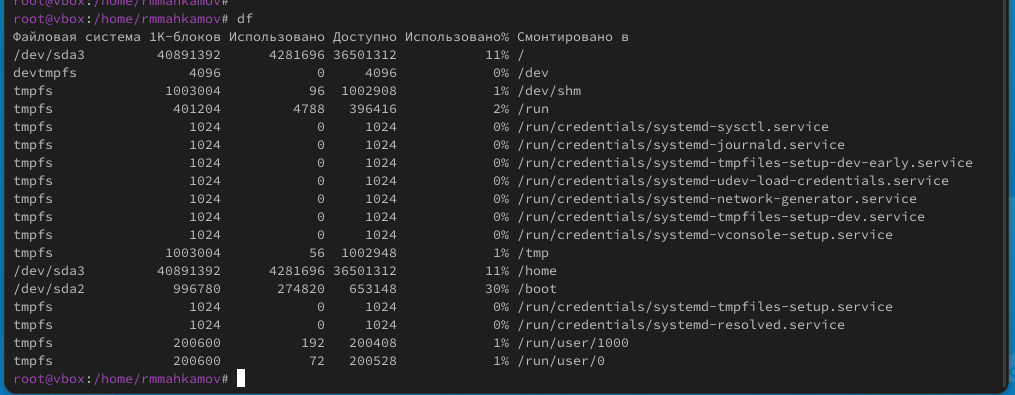 root@vbox:/home/rmmahkamov#
root@vbox:/home/rmmahkamov# df
Файловая система 1K-блоков Использовано Доступно Использовано% Смонтировано в
/dev/sda3         40891392      4281696 36501312           11% /
devtmpfs              4096            0     4096            0% /dev
tmpfs              1003004           96  1002908            1% /dev/shm
tmpfs               401204         4788   396416            2% /run
tmpfs                 1024            0     1024            0% /run/credentials/systemd-sysctl.service
tmpfs                 1024            0     1024            0% /run/credentials/systemd-journald.service
tmpfs                 1024            0     1024            0% /run/credentials/systemd-tmpfiles-setup-dev-early.service
tmpfs                 1024            0     1024            0% /run/credentials/systemd-udev-load-credentials.service
tmpfs                 1024            0     1024            0% /run/credentials/systemd-network-generator.service
tmpfs                 1024            0     1024            0% /run/credentials/systemd-tmpfiles-setup-dev.service
tmpfs                 1024            0     1024            0% /run/credentials/systemd-vconsole-setup.service
tmpfs              1003004           56  1002948            1% /tmp
/dev/sda3         40891392      4281696 36501312           11% /home
/dev/sda2           996780       274820   653148           30% /boot
tmpfs                 1024            0     1024            0% /run/credentials/systemd-tmpfiles-setup.service
tmpfs                 1024            0     1024            0% /run/credentials/systemd-resolved.service
tmpfs               200600          192   200408            1% /run/user/1000
tmpfs               200600           72   200528            1% /run/user/0
root@vbox:/home/rmmahkamov#